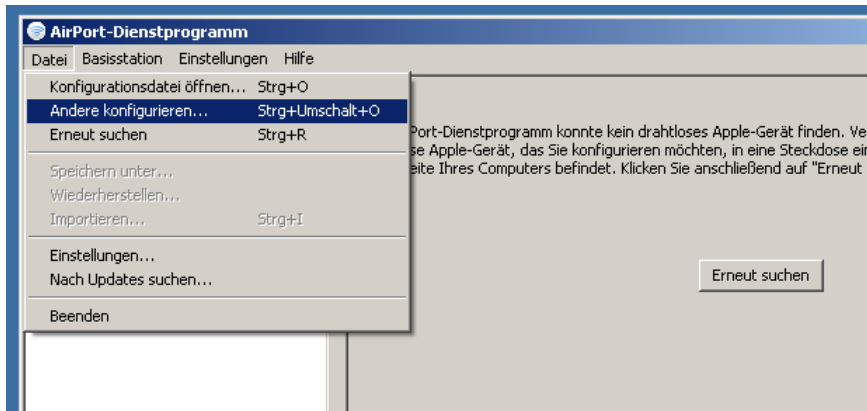 AirPort-Dienstprogramm
Datei Basisstation Einstellungen Hilfe
Konfigurationsdatei öffnen... Strg+O
Andere konfigurieren... Strg+Umschalt+O
Erneut suchen Strg+R
Speichern unter...
Wiederherstellen...
Importieren... Strg+I
Einstellungen...
Nach Updates suchen...
Beenden
Port-Dienstprogramm konnte kein drahtloses Apple-Gerät finden. Ve
se Apple-Gerät, das Sie konfigurieren möchten, in eine Steckdose ei
eite Ihres Computers befindet. Klicken Sie anschließend auf "Erneut
Erneut suchen